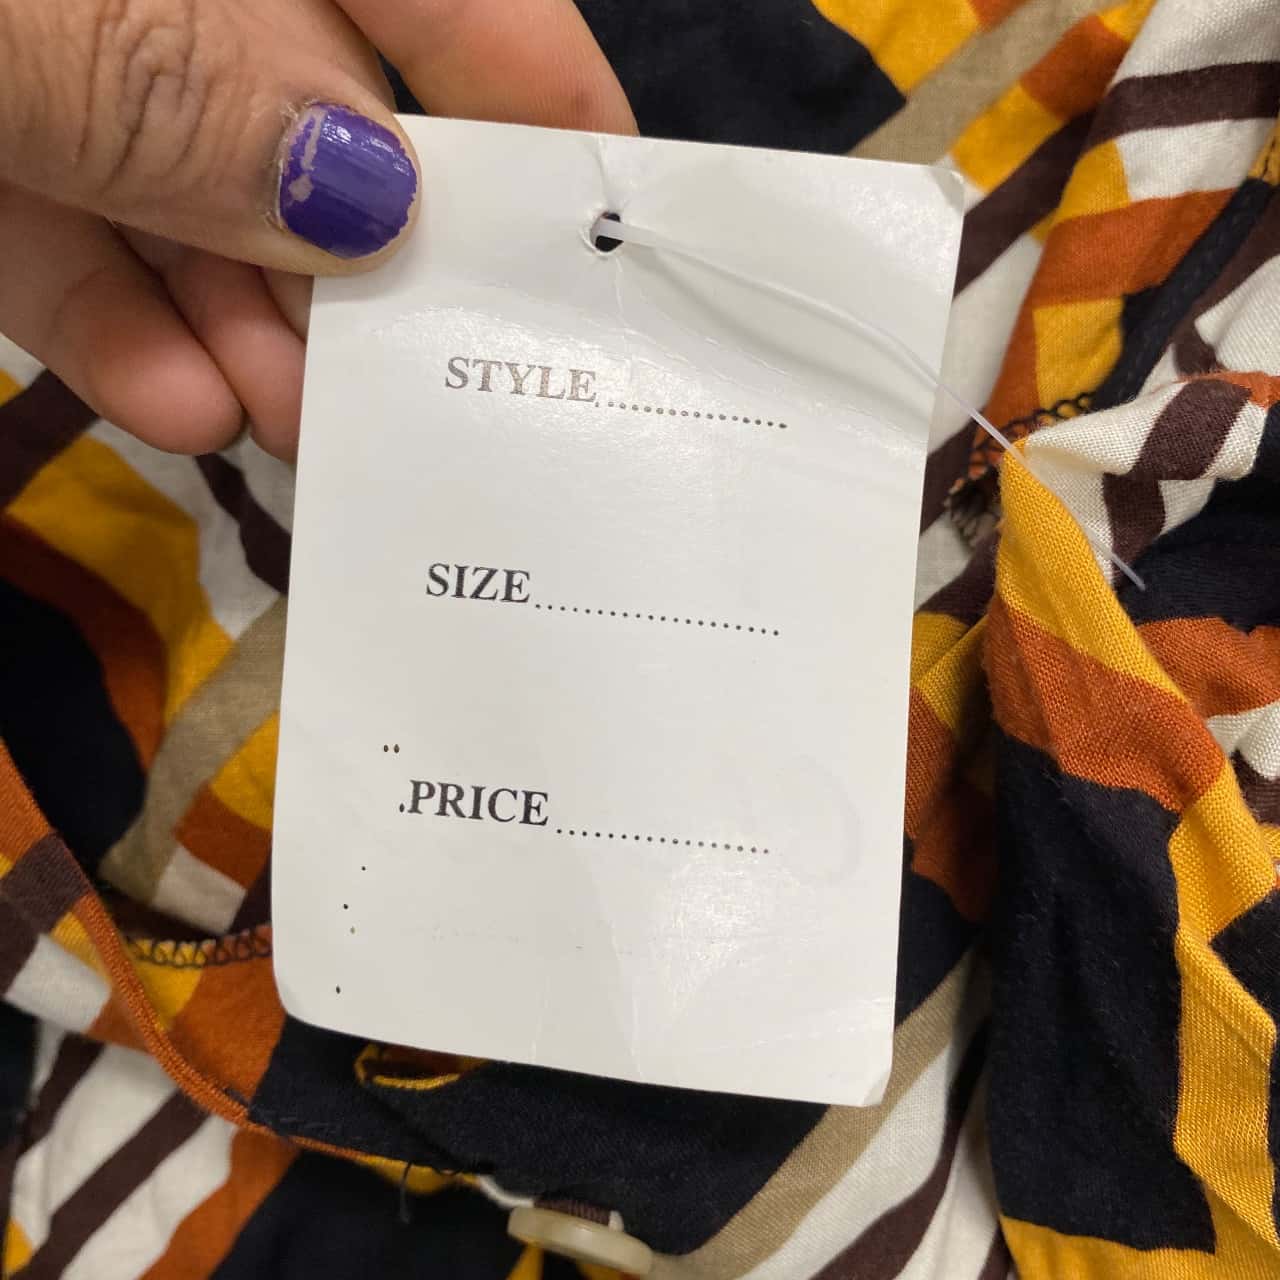 STYLE....................
SIZE....................
.PRICE....................